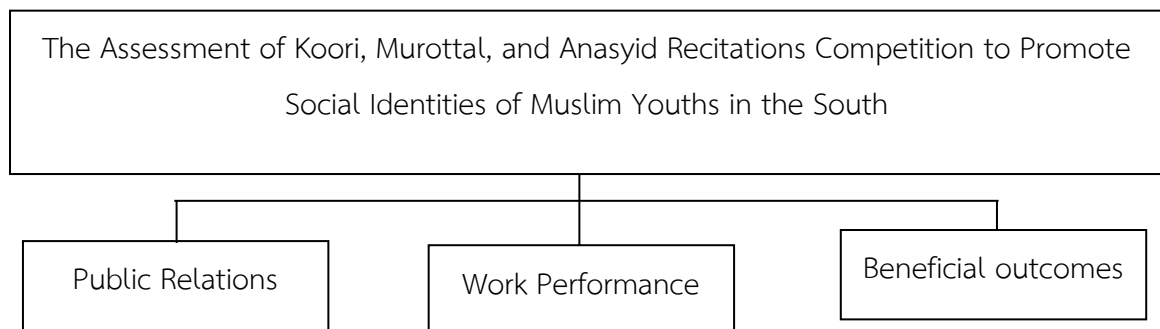 The Assessment of Koori, Murottal, and Anasyid Recitations Competition to Promote
Social Identities of Muslim Youths in the South
Public Relations
Work Performance
Beneficial outcomes